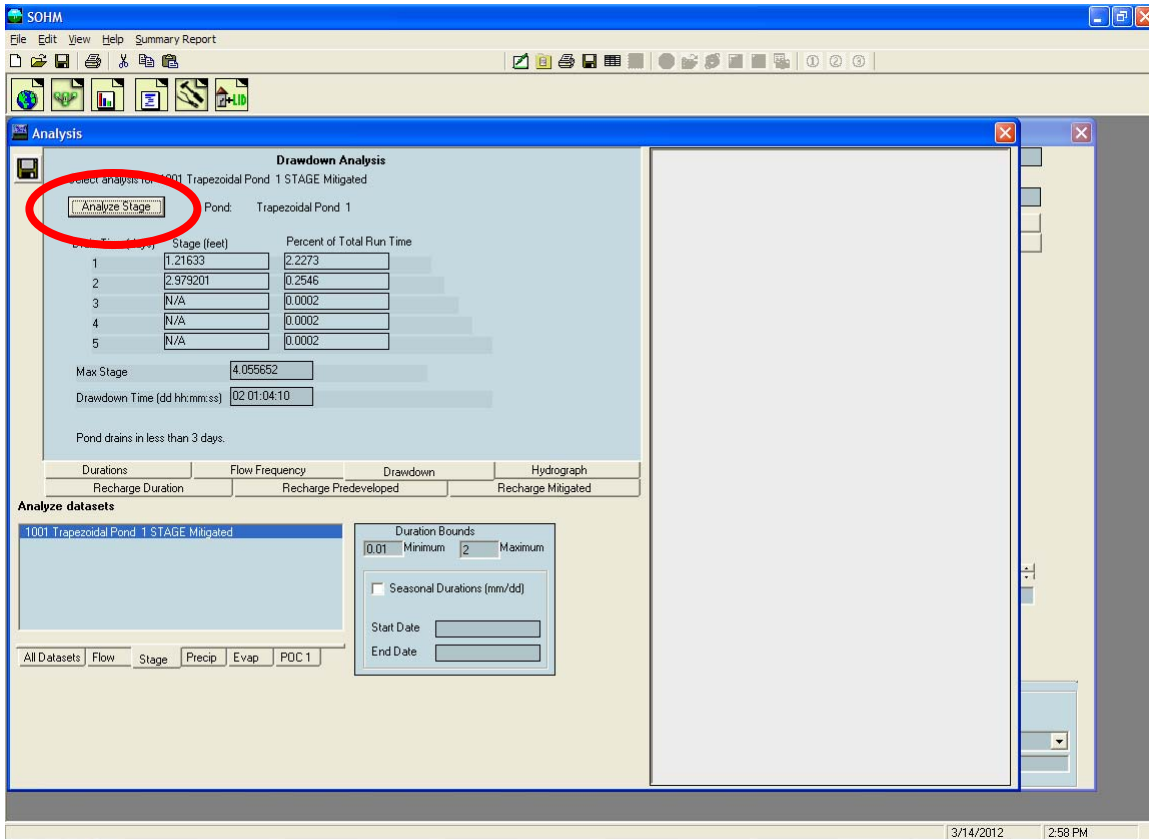 SOHM
File Edit View Help Summary Report
Analysis
Drawdown Analysis
Select analysis for 1001 Trapezoidal Pond 1 STAGE Mitigated
Analyze Stage Pond: Trapezoidal Pond 1
Drain Time (days) Stage (feet) Percent of Total Run Time
1 1.21633 2.2273
2 2.979201 0.2546
3 N/A 0.0002
4 N/A 0.0002
5 N/A 0.0002
Max Stage 4.055652
Drawdown Time (dd hh:mm:ss) 02 01:04:10
Pond drains in less than 3 days.
Durations Flow Frequency Drawdown Hydrograph
Recharge Duration Recharge Predeveloped Recharge Mitigated
Analyze datasets
1001 Trapezoidal Pond 1 STAGE Mitigated
Duration Bounds
0.01 Minimum 2 Maximum
Seasonal Durations (mm/dd)
Start Date
End Date
All Datasets Flow Stage Precip Evap POC 1
3/14/2012 2:58 PM